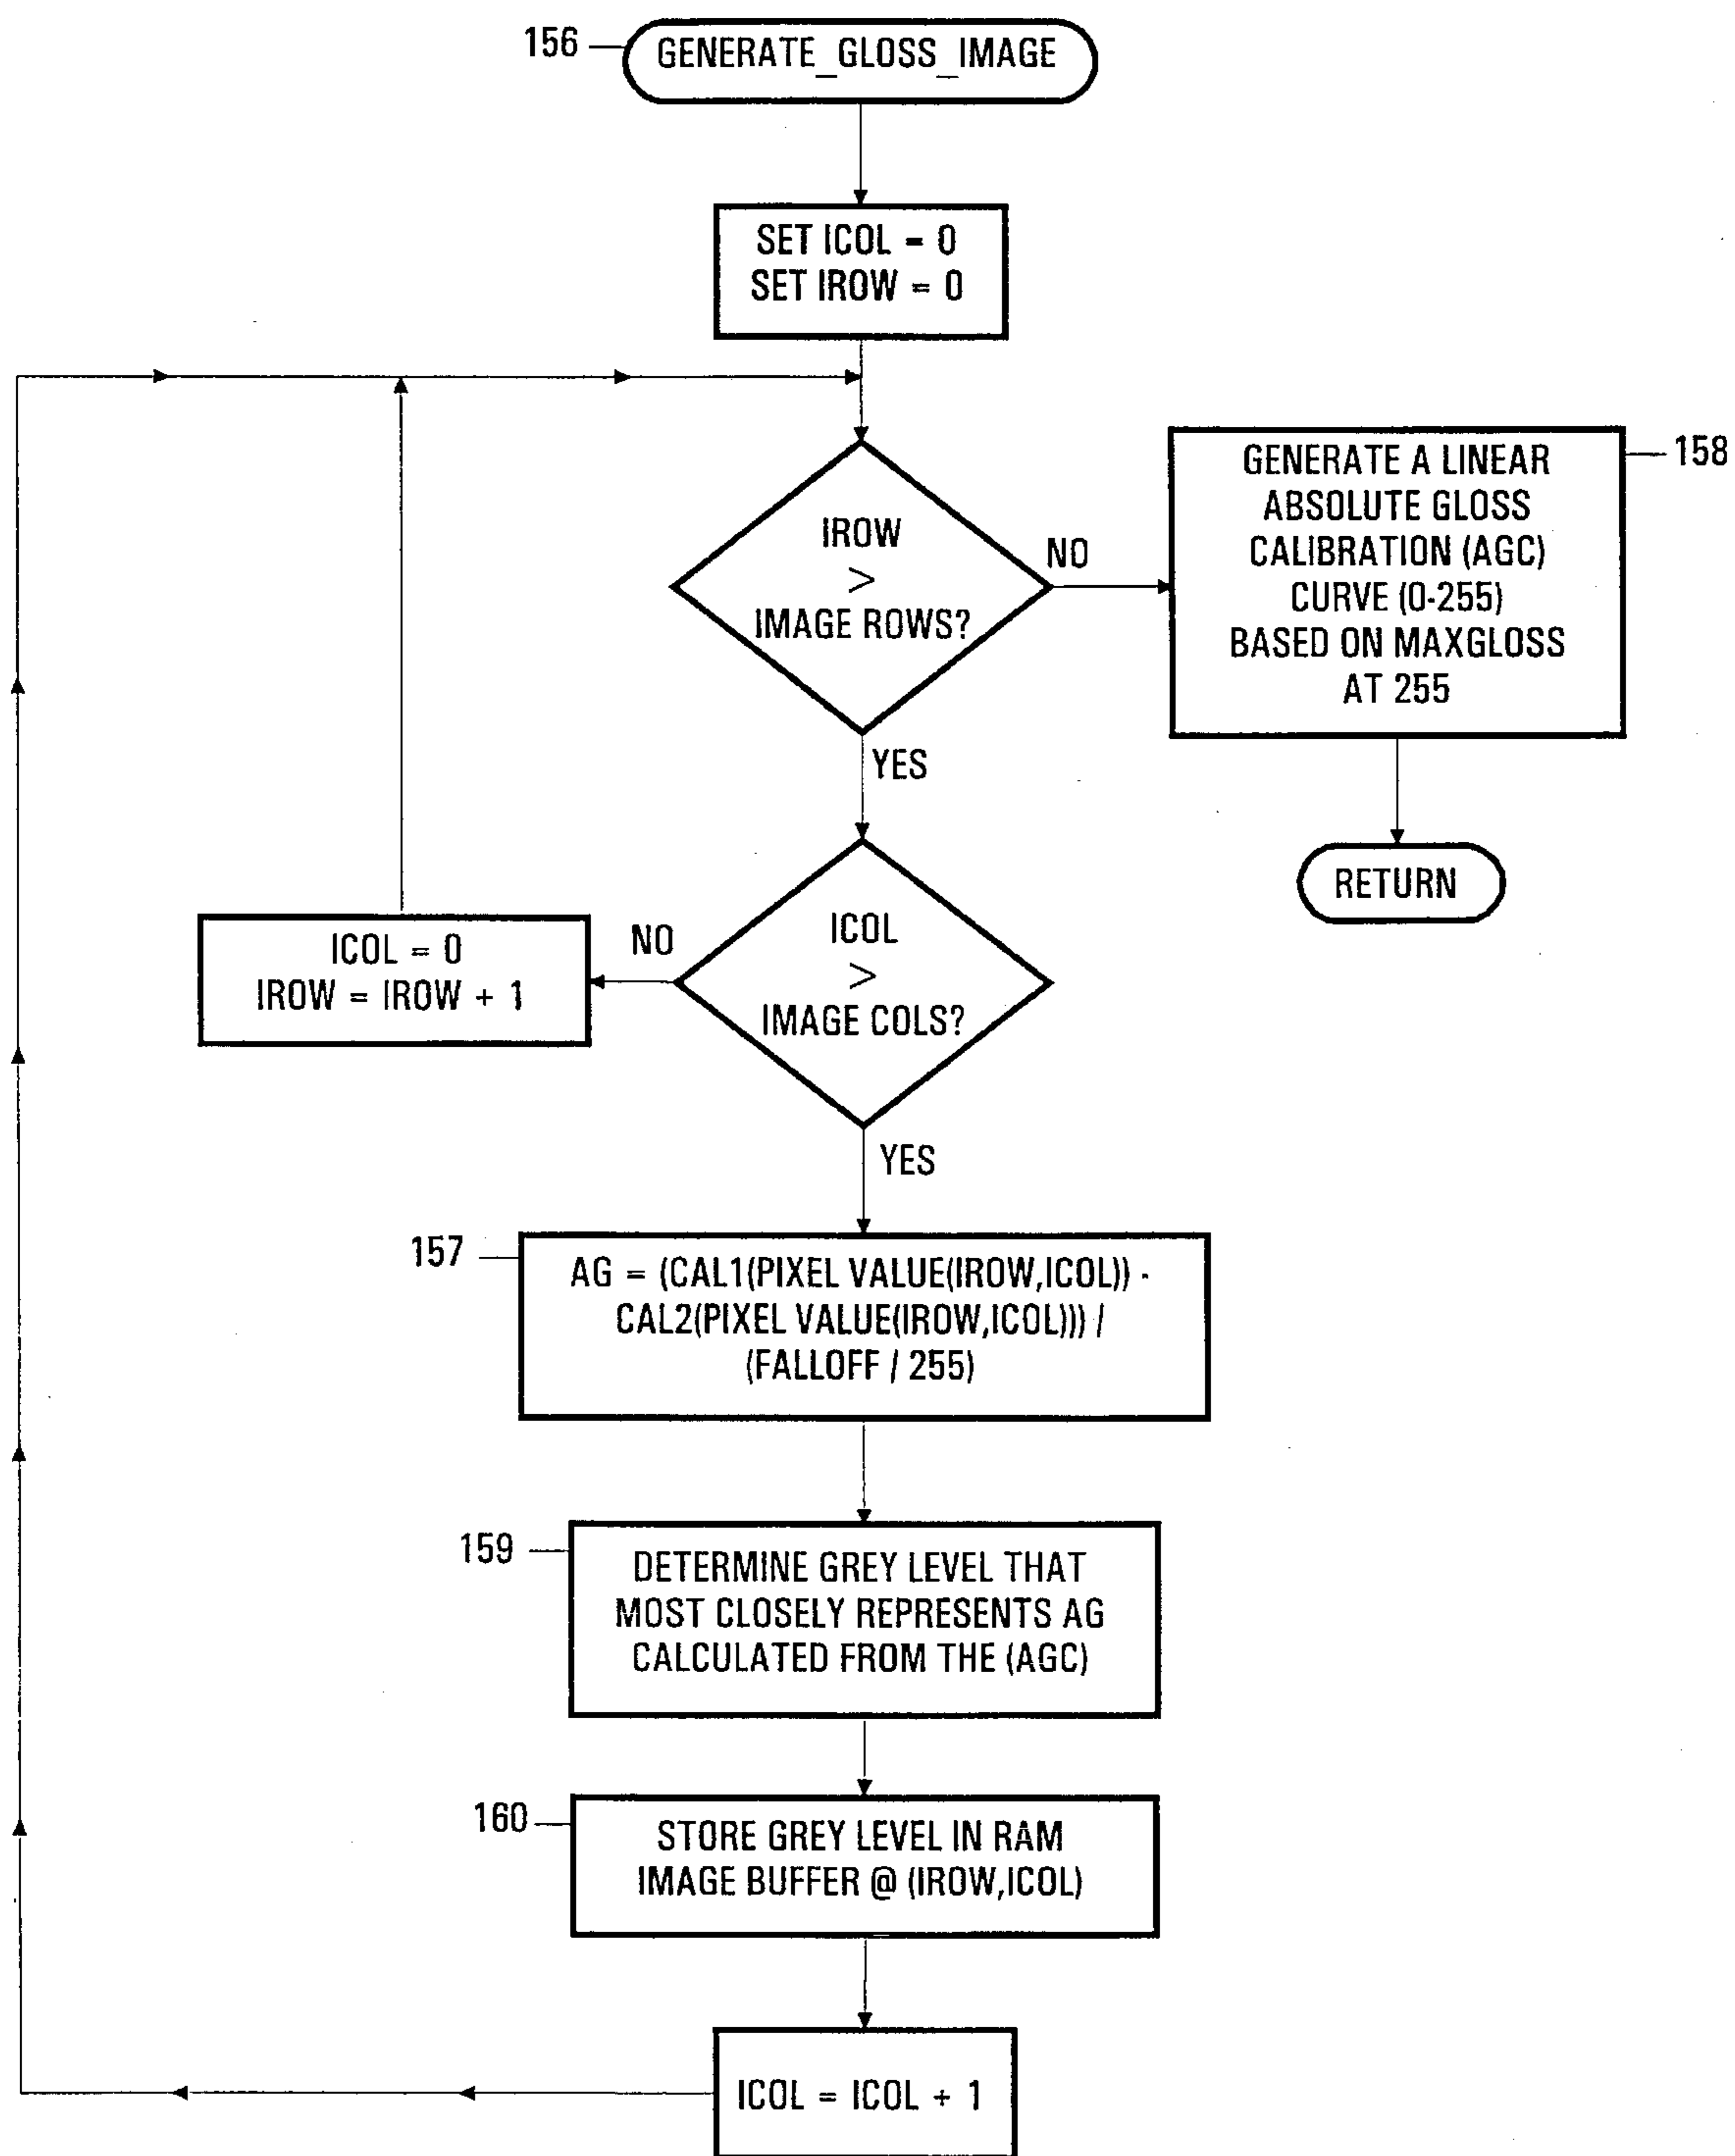 156
GENERATE_GLOSS_IMAGE
SET ICOL = 0
SET IROW = 0
IROW
>
IMAGE ROWS?
NO
GENERATE A LINEAR
ABSOLUTE GLOSS
CALIBRATION (AGC)
CURVE (0-255)
BASED ON MAXGLOSS
AT 255
158
YES
RETURN
ICOL
>
IMAGE COLS?
NO
ICOL = 0
IROW = IROW + 1
YES
157
AG = (CAL1(PIXEL VALUE(IROW,ICOL)) -
CAL2(PIXEL VALUE(IROW,ICOL))) /
(FALLOFF / 255)
159
DETERMINE GREY LEVEL THAT
MOST CLOSELY REPRESENTS AG
CALCULATED FROM THE (AGC)
160
STORE GREY LEVEL IN RAM
IMAGE BUFFER @ (IROW,ICOL)
ICOL = ICOL + 1